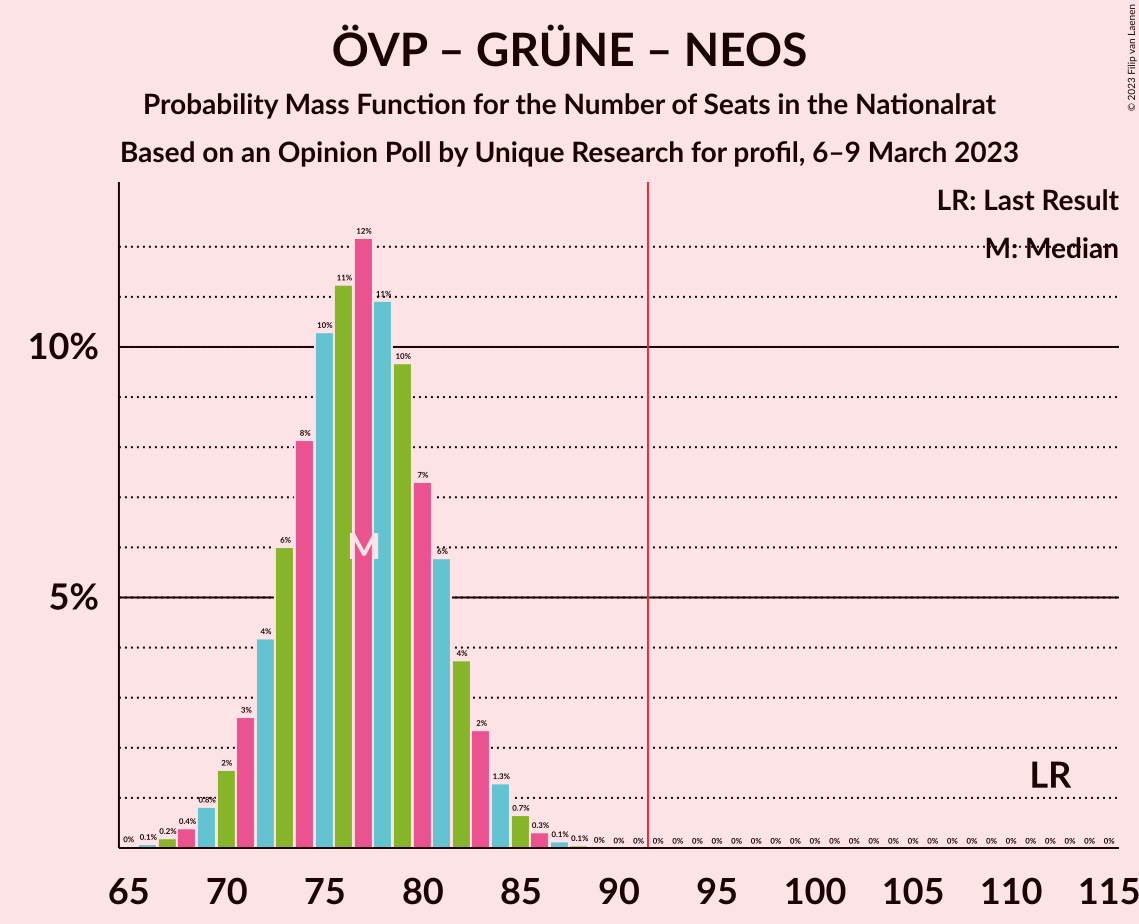 ÖVP – GRÜNE – NEOS
Probability Mass Function for the Number of Seats in the Nationalrat
Based on an Opinion Poll by Unique Research for profil, 6–9 March 2023
© 2023 Filip van Laenen
LR: Last Result
M: Median
10%
5%
0% 0.1% 0.2% 0.4% 0.8% 2% 3% 4% 6% 8% 10% 11% 12% 11% 10% 7% 6% 4% 2% 1.3% 0.7% 0.3% 0.1% 0.1% 0% 0% 0% 0% 0% 0% 0% 0% 0% 0% 0% 0% 0% 0% 0% 0% 0% 0% 0% 0% 0% 0% 0% 0% 0% 0% 0%
M
LR
65 70 75 80 85 90 95 100 105 110 115